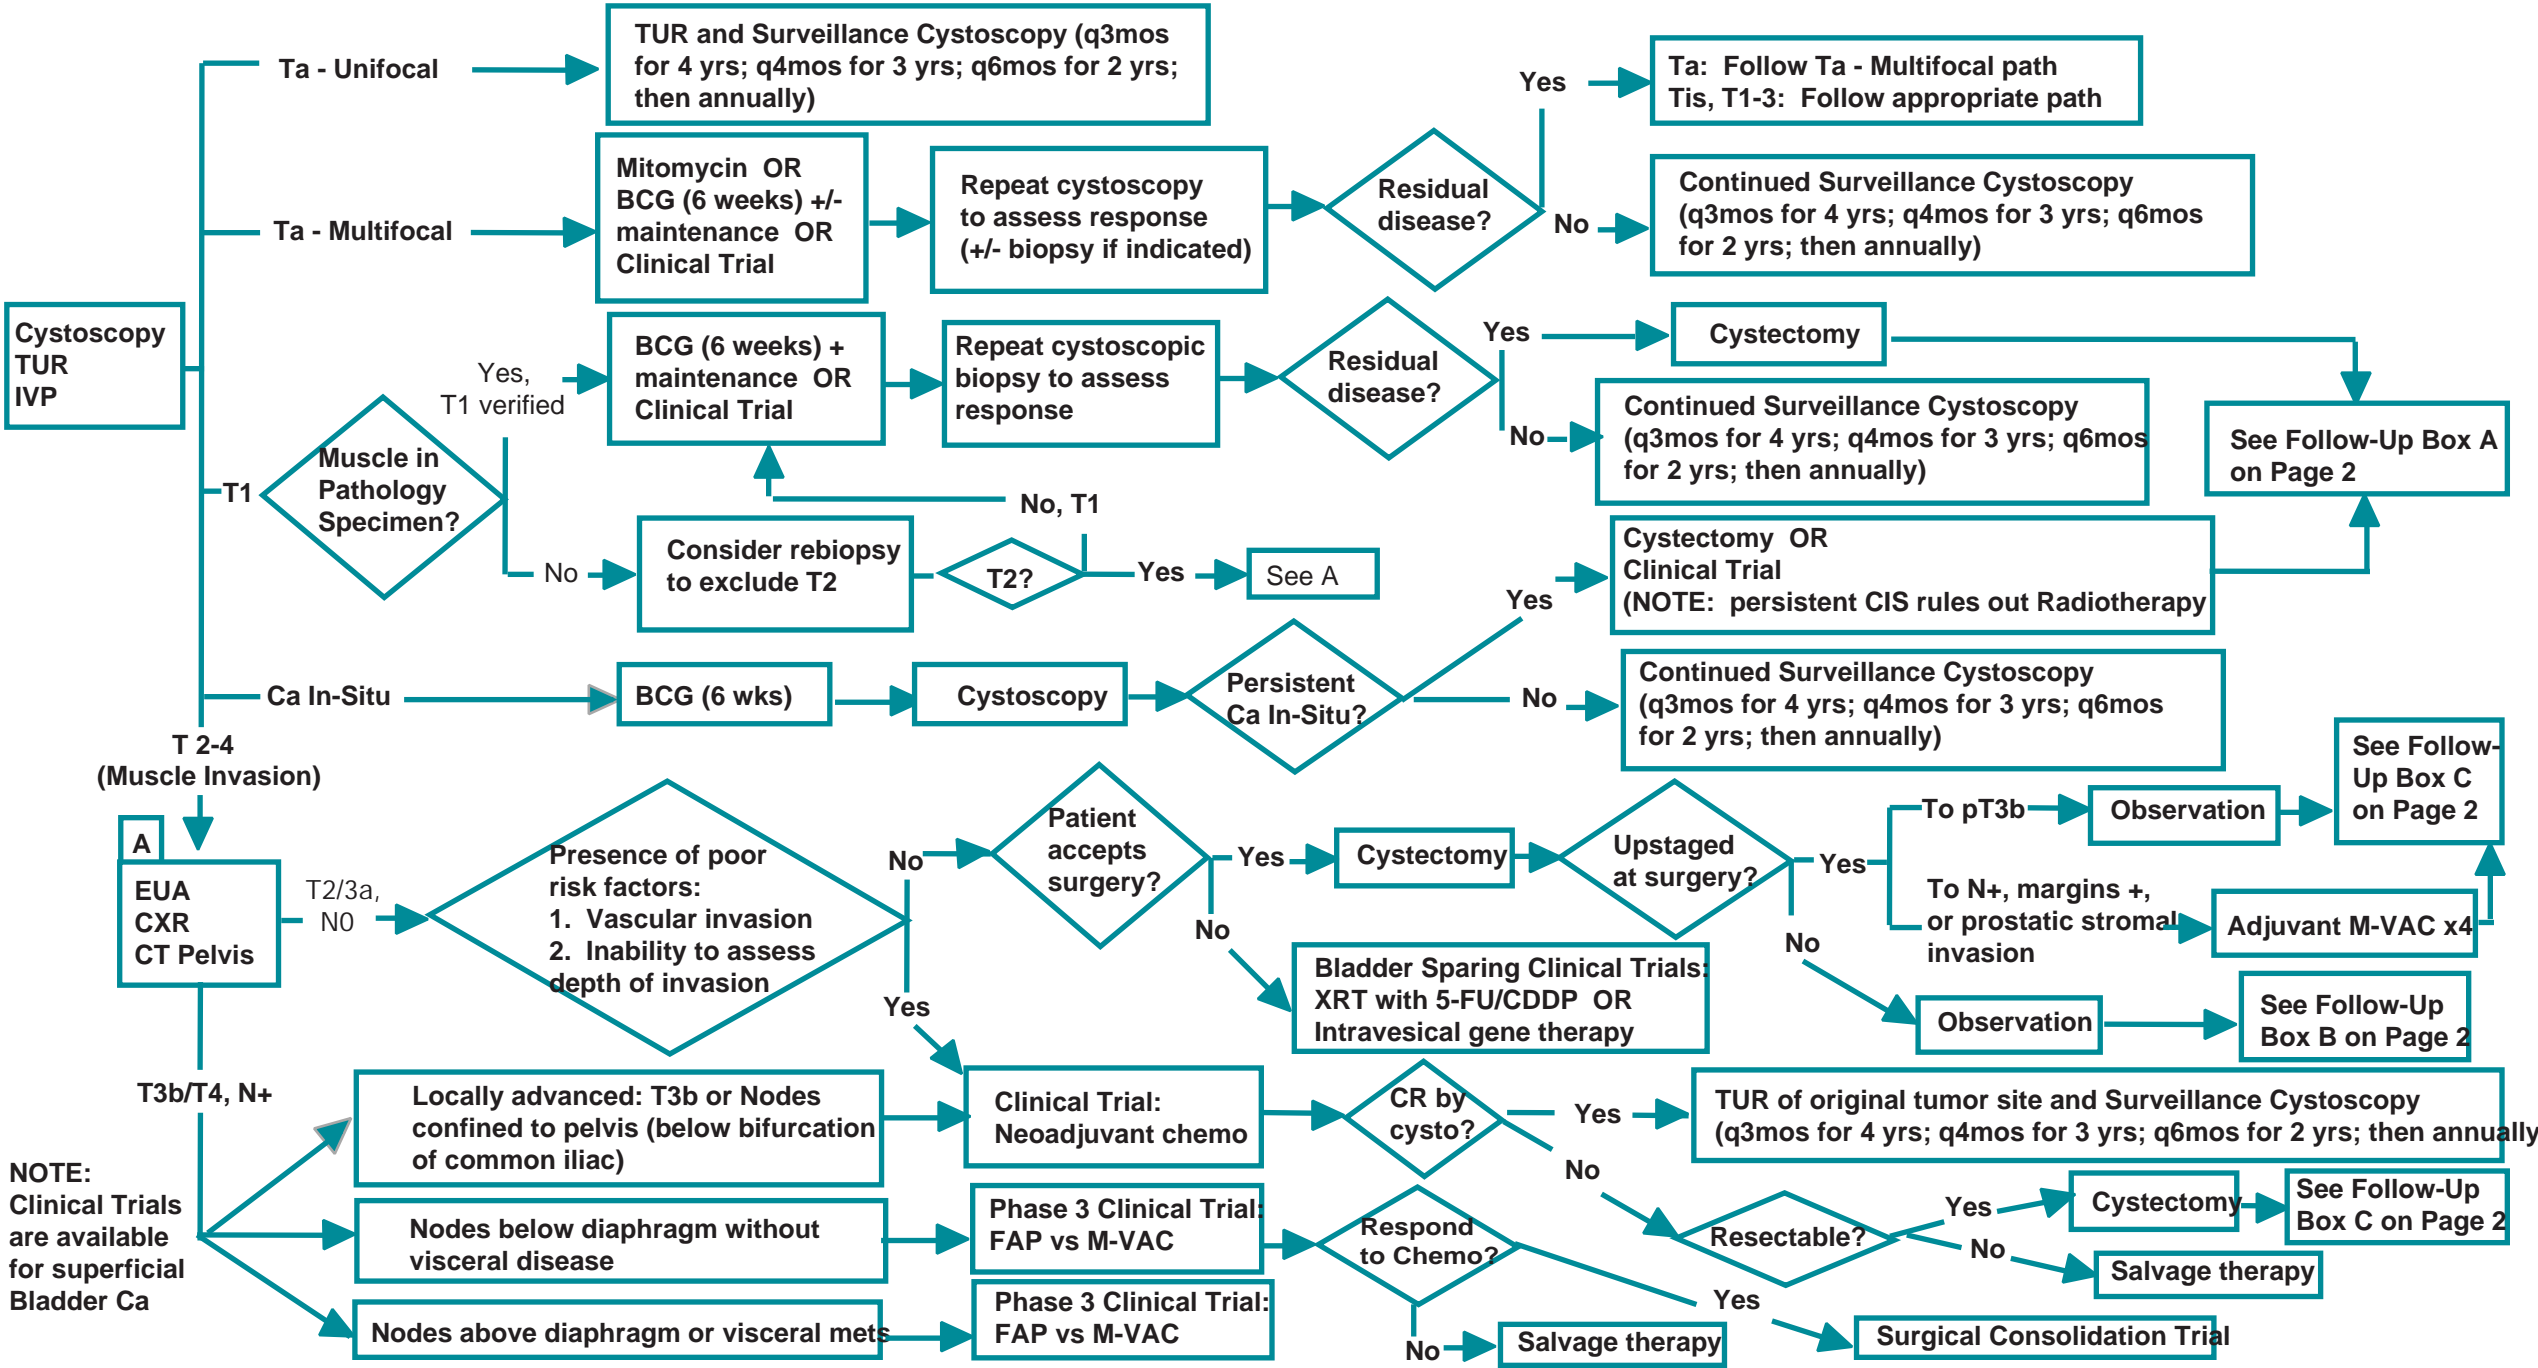 Cystoscopy
TUR
IVP
Ta - Unifocal
TUR and Surveillance Cystoscopy (q3mos
for 4 yrs; q4mos for 3 yrs; q6mos for 2 yrs;
then annually)
Ta - Multifocal
Mitomycin OR
BCG (6 weeks) +/-
maintenance OR
Clinical Trial
Repeat cystoscopy
to assess response
(+/- biopsy if indicated)
Residual
disease?
Yes
Ta: Follow Ta - Multifocal path
Tis, T1-3: Follow appropriate path
No
Continued Surveillance Cystoscopy
(q3mos for 4 yrs; q4mos for 3 yrs; q6mos
for 2 yrs; then annually)
T1
Muscle in
Pathology
Specimen?
Yes,
T1 verified
BCG (6 weeks) +
maintenance OR
Clinical Trial
Repeat cystoscopic
biopsy to assess
response
Residual
disease?
Yes
Cystectomy
No
Continued Surveillance Cystoscopy
(q3mos for 4 yrs; q4mos for 3 yrs; q6mos
for 2 yrs; then annually)
See Follow-Up Box A
on Page 2
No
Consider rebiopsy
to exclude T2
T2?
No, T1
Yes
See A
Ca In-Situ
BCG (6 wks)
Cystoscopy
Persistent
Ca In-Situ?
Yes
Cystectomy OR
Clinical Trial
(NOTE: persistent CIS rules out Radiotherapy
No
Continued Surveillance Cystoscopy
(q3mos for 4 yrs; q4mos for 3 yrs; q6mos
for 2 yrs; then annually)
T 2-4
(Muscle Invasion)
A
EUA
CXR
CT Pelvis
T2/3a,
N0
Presence of poor
risk factors:
1. Vascular invasion
2. Inability to assess
depth of invasion
No
Patient
accepts
surgery?
Yes
Cystectomy
Upstaged
at surgery?
Yes
To pT3b
Observation
See Follow-
Up Box C
on Page 2
To N+, margins +,
or prostatic stromal
invasion
Adjuvant M-VAC x4
No
Observation
See Follow-Up
Box B on Page 2
No
Bladder Sparing Clinical Trials:
XRT with 5-FU/CDDP OR
Intravesical gene therapy
Yes
T3b/T4, N+
Locally advanced: T3b or Nodes
confined to pelvis (below bifurcation
of common iliac)
Clinical Trial:
Neoadjuvant chemo
CR by
cysto?
Yes
TUR of original tumor site and Surveillance Cystoscopy
(q3mos for 4 yrs; q4mos for 3 yrs; q6mos for 2 yrs; then annually
No
Resectable?
Yes
Cystectomy
See Follow-Up
Box C on Page 2
No
Salvage therapy
Nodes below diaphragm without
visceral disease
Phase 3 Clinical Trial:
FAP vs M-VAC
Respond
to Chemo?
Yes
Surgical Consolidation Trial
No
Salvage therapy
Nodes above diaphragm or visceral mets
Phase 3 Clinical Trial:
FAP vs M-VAC
NOTE:
Clinical Trials
are available
for superficial
Bladder Ca